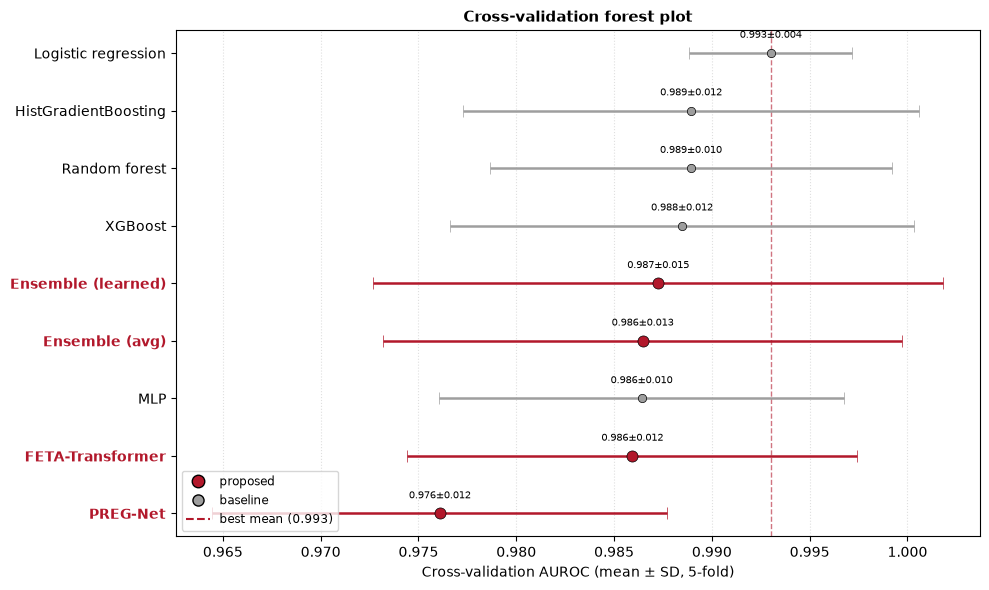 Cross-validation forest plot
Logistic regression
0.993±0.004
HistGradientBoosting
0.989±0.012
Random forest
0.989±0.010
XGBoost
0.988±0.012
Ensemble (learned)
0.987±0.015
Ensemble (avg)
0.986±0.013
MLP
0.986±0.010
FETA-Transformer
0.986±0.012
PREG-Net
0.976±0.012
proposed
baseline
best mean (0.993)
0.965 0.970 0.975 0.980 0.985 0.990 0.995 1.000
Cross-validation AUROC (mean ± SD, 5-fold)